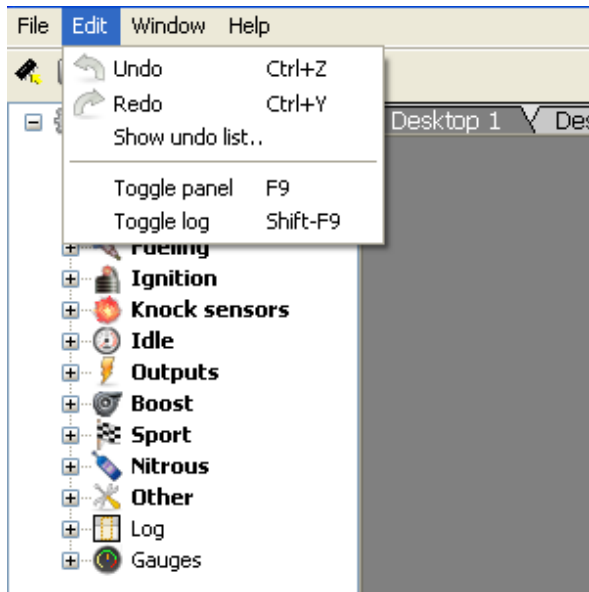 File Edit Window Help
Undo Ctrl+Z
Redo Ctrl+Y
Show undo list..
Toggle panel F9
Toggle log Shift-F9
Desktop 1
Fueling
Ignition
Knock sensors
Idle
Outputs
Boost
Sport
Nitrous
Other
Log
Gauges